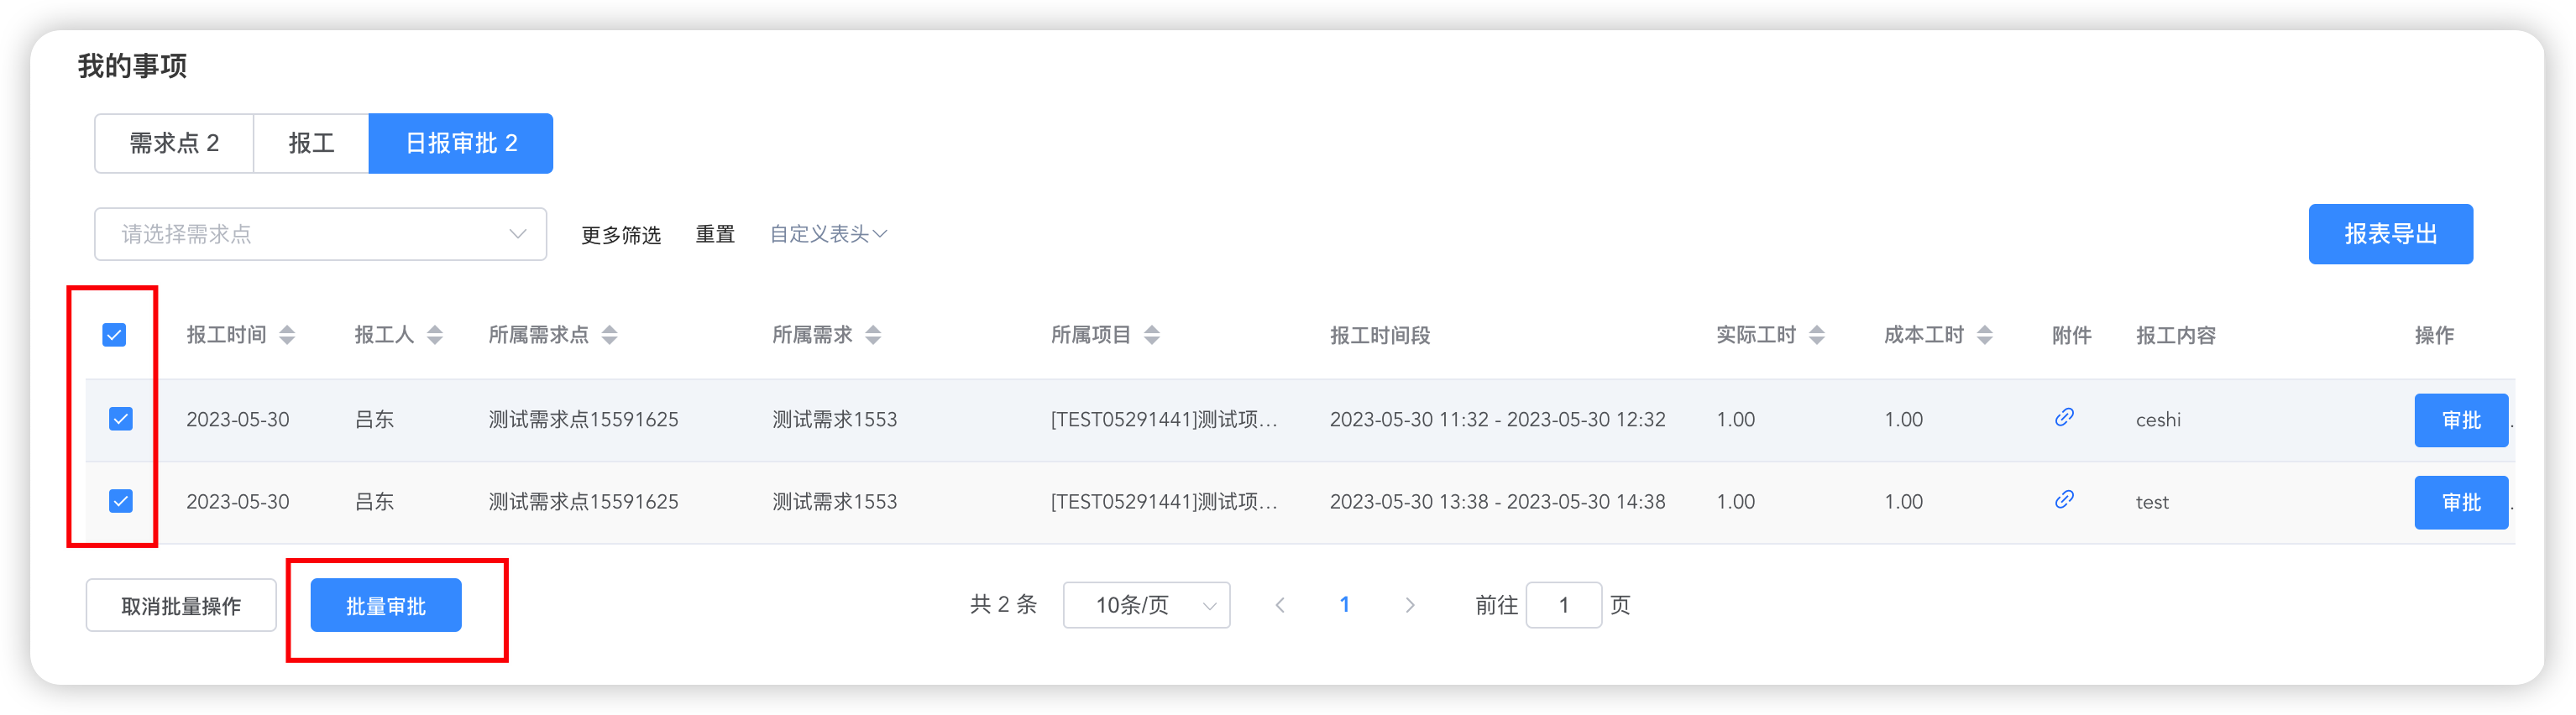 我的事项
需求点 2 报工 日报审批 2
请选择需求点 更多筛选 重置 自定义表头 报表导出
报工时间 报工人 所属需求点 所属需求 所属项目 报工时间段 实际工时 成本工时 附件 报工内容 操作
2023-05-30 吕东 测试需求点15591625 测试需求1553 [TEST05291441]测试项... 2023-05-30 11:32 - 2023-05-30 12:32 1.00 1.00 ceshi 审批
2023-05-30 吕东 测试需求点15591625 测试需求1553 [TEST05291441]测试项... 2023-05-30 13:38 - 2023-05-30 14:38 1.00 1.00 test 审批
取消批量操作 批量审批 共 2 条 10条/页 1 前往 1 页